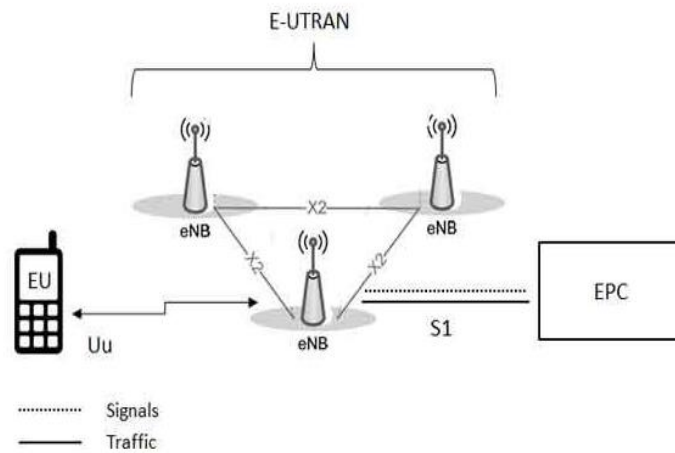 E-UTRAN
eNB
X2
eNB
X2
X2
EU
Uu
eNB
S1
EPC
Signals
Traffic